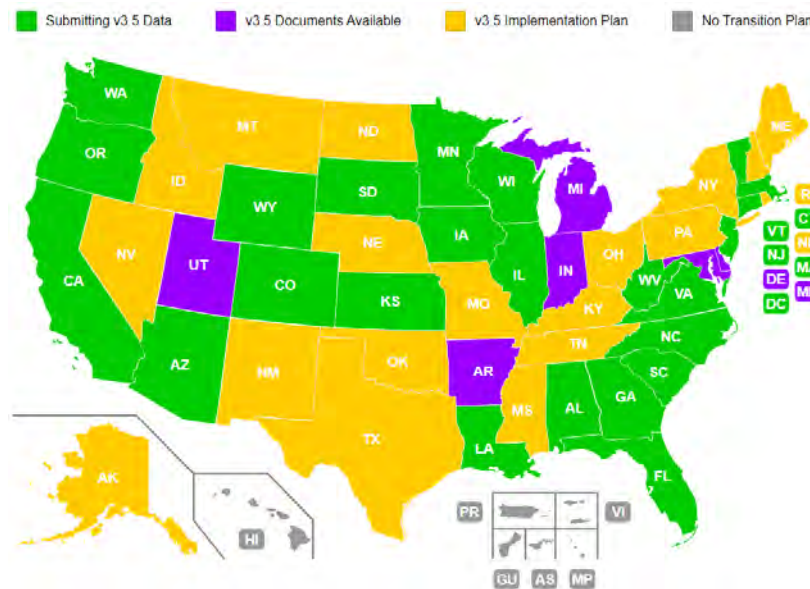 Submitting v3 5 Data v3 5 Documents Available v3 5 Implementation Plan No Transition Plan
WA
MT
ND
ME
MN
OR
ID
WI
MI
NY
SD
WY
R
C
IA
NE
PA
VT
N
NV
OH
IL
IN
NJ
MA
UT
CA
CO
WV
DE
M
KS
MO
VA
KY
DC
NC
TN
AZ
OK
NM
AR
SC
MS
AL
GA
TX
LA
FL
AK
PR
VI
HI
GU AS MP